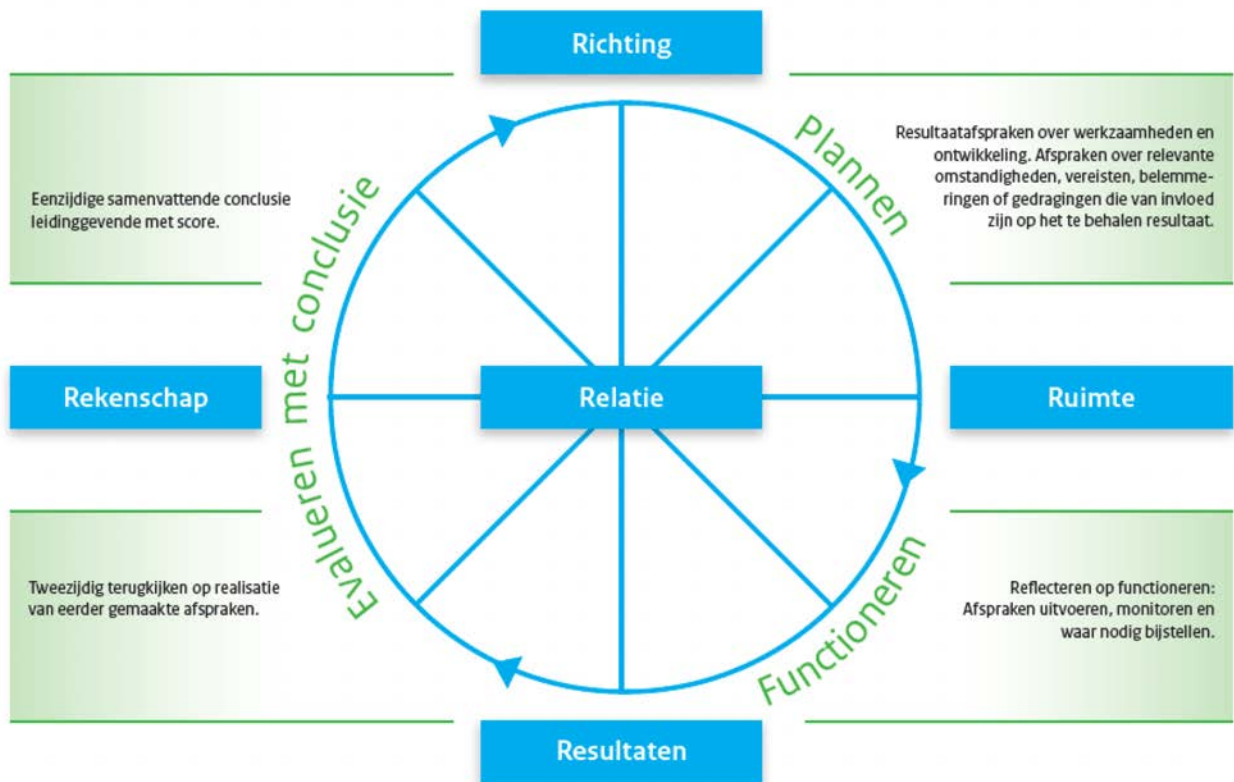 Richting
Plannen
Resultaatafspraken over werkzaamheden en
ontwikkeling. Afspraken over relevante
omstandigheden, vereisten, belemme-
ringen of gedragingen die van invloed
zijn op het te behalen resultaat.
Eenzijdige samenvattende conclusie
leidinggevende met score.
Evalueren met conclusie
Rekenschap
Relatie
Ruimte
Tweezijdig terugkijken op realisatie
van eerder gemaakte afspraken.
Reflecteren op functioneren:
Afspraken uitvoeren, monitoren en
waar nodig bijstellen.
Functioneren
Resultaten